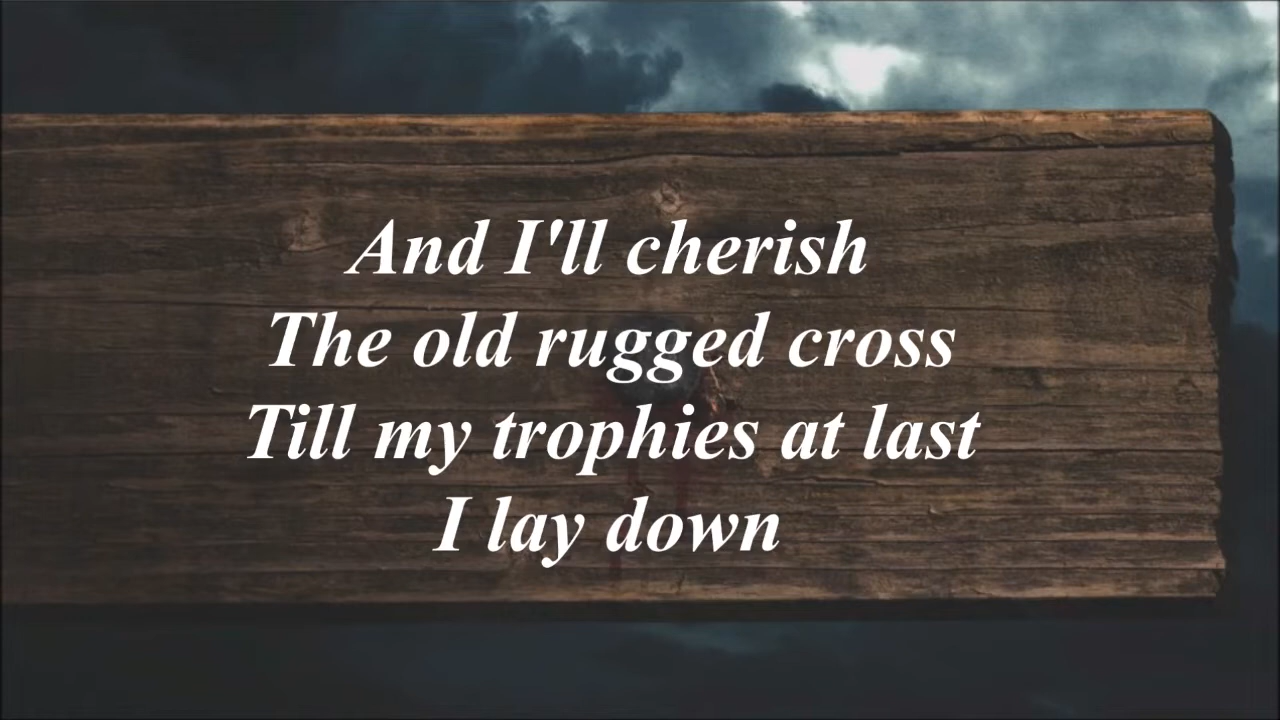 And I'll cherish
The old rugged cross
Till my trophies at last
I lay down